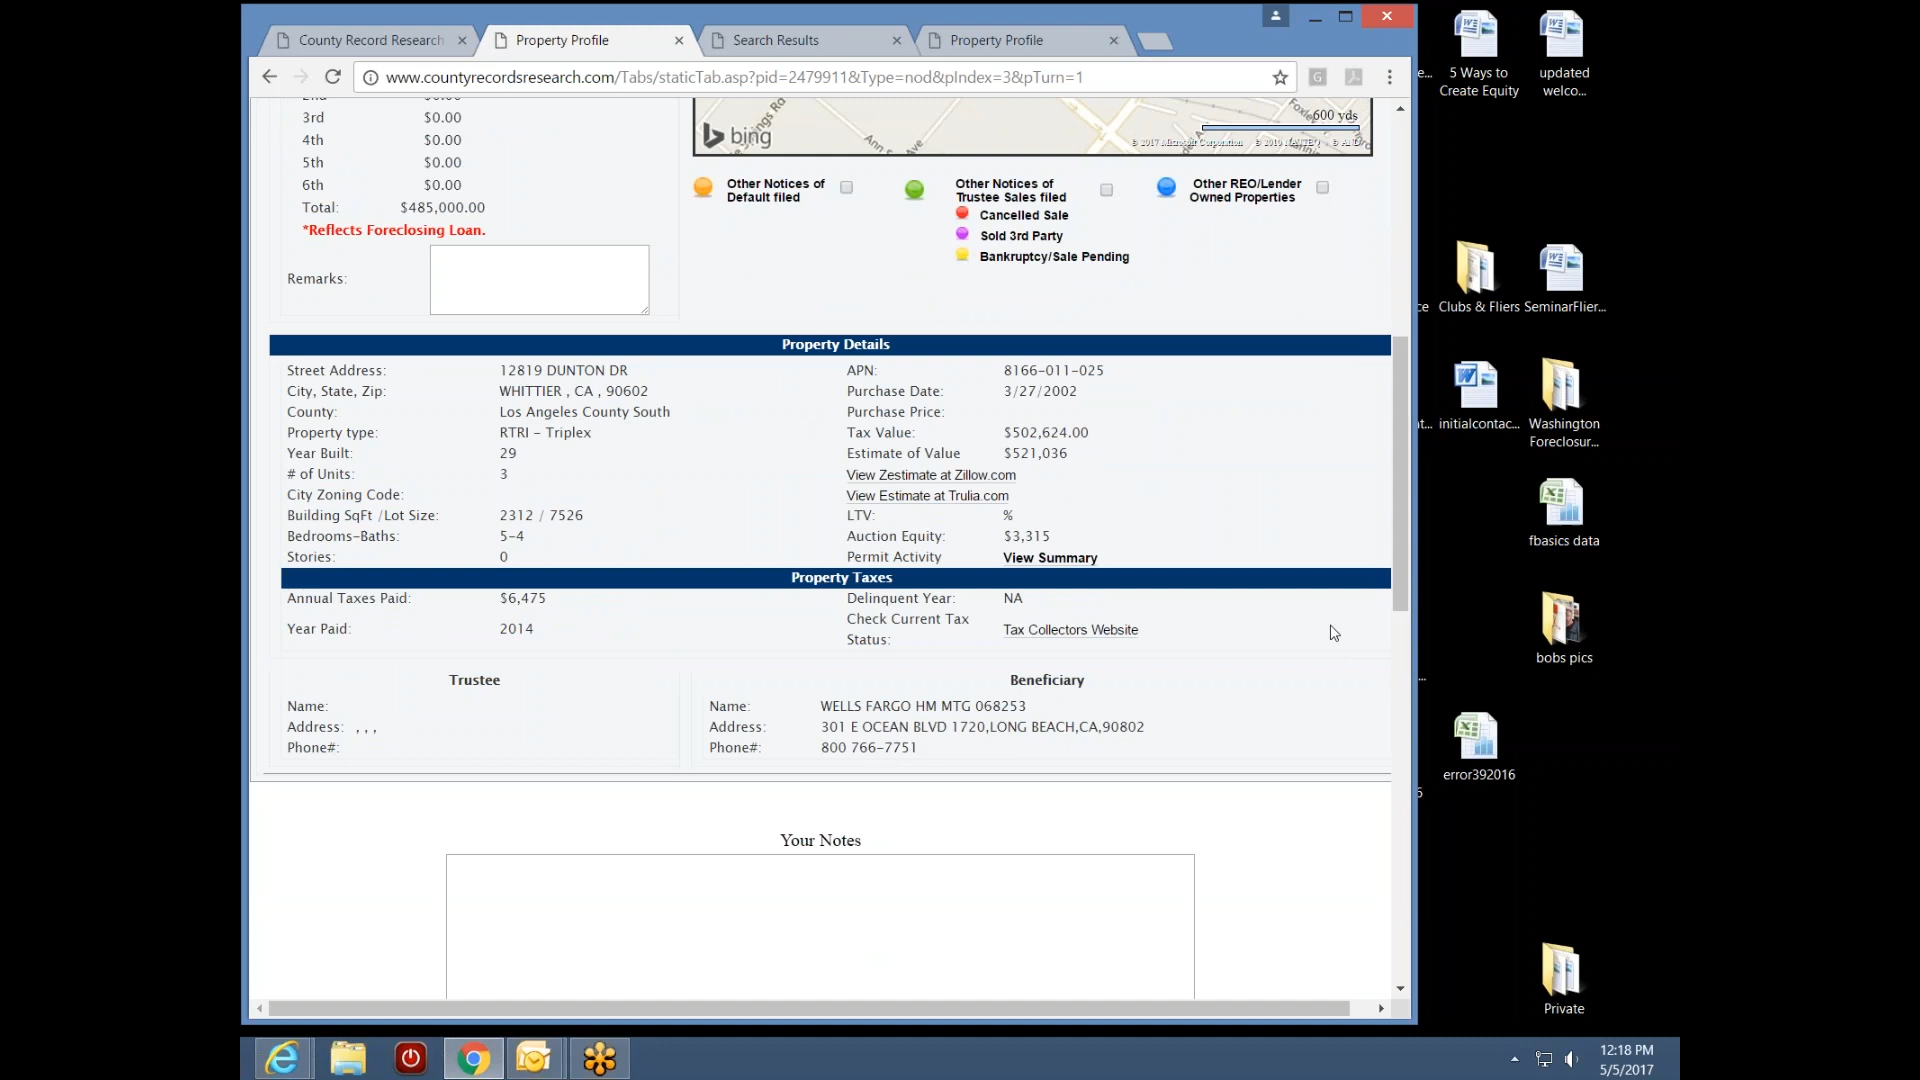 County Record Research
Property Profile
Search Results
Property Profile
www.countyrecordsresearch.com/Tabs/staticTab.asp?pid=2479911&Type=nod&pIndex=3&pTurn=1
$0.00
3rd $0.00
4th $0.00
5th $0.00
6th $0.00
Total: $485,000.00
*Reflects Foreclosing Loan.
Remarks:
bing
Ann
Ave
600 yds
© 2017 Microsoft Corporation © 2010 NAVTEQ © AND
Other Notices of
Default filed
Other Notices of
Trustee Sales filed
Cancelled Sale
Sold 3rd Party
Bankruptcy/Sale Pending
Other REO/Lender
Owned Properties
Property Details
Street Address: 12819 DUNTON DR
City, State, Zip: WHITTIER , CA , 90602
County: Los Angeles County South
Property type: RTRI - Triplex
Year Built: 29
# of Units: 3
City Zoning Code:
Building SqFt /Lot Size: 2312 / 7526
Bedrooms-Baths: 5-4
Stories: 0
APN: 8166-011-025
Purchase Date: 3/27/2002
Purchase Price:
Tax Value: $502,624.00
Estimate of Value $521,036
View Zestimate at Zillow.com
View Estimate at Trulia.com
LTV: %
Auction Equity: $3,315
Permit Activity View Summary
Property Taxes
Annual Taxes Paid: $6,475
Year Paid: 2014
Delinquent Year: NA
Check Current Tax
Status: Tax Collectors Website
Trustee
Name:
Address: , , ,
Phone#:
Beneficiary
Name: WELLS FARGO HM MTG 068253
Address: 301 E OCEAN BLVD 1720,LONG BEACH,CA,90802
Phone#: 800 766-7751
Your Notes
5 Ways to
Create Equity
updated
welco...
Clubs & Fliers
SeminarFlier...
initialcontac...
Washington
Foreclosur...
fbasics data
bobs pics
error392016
Private
12:18 PM
5/5/2017